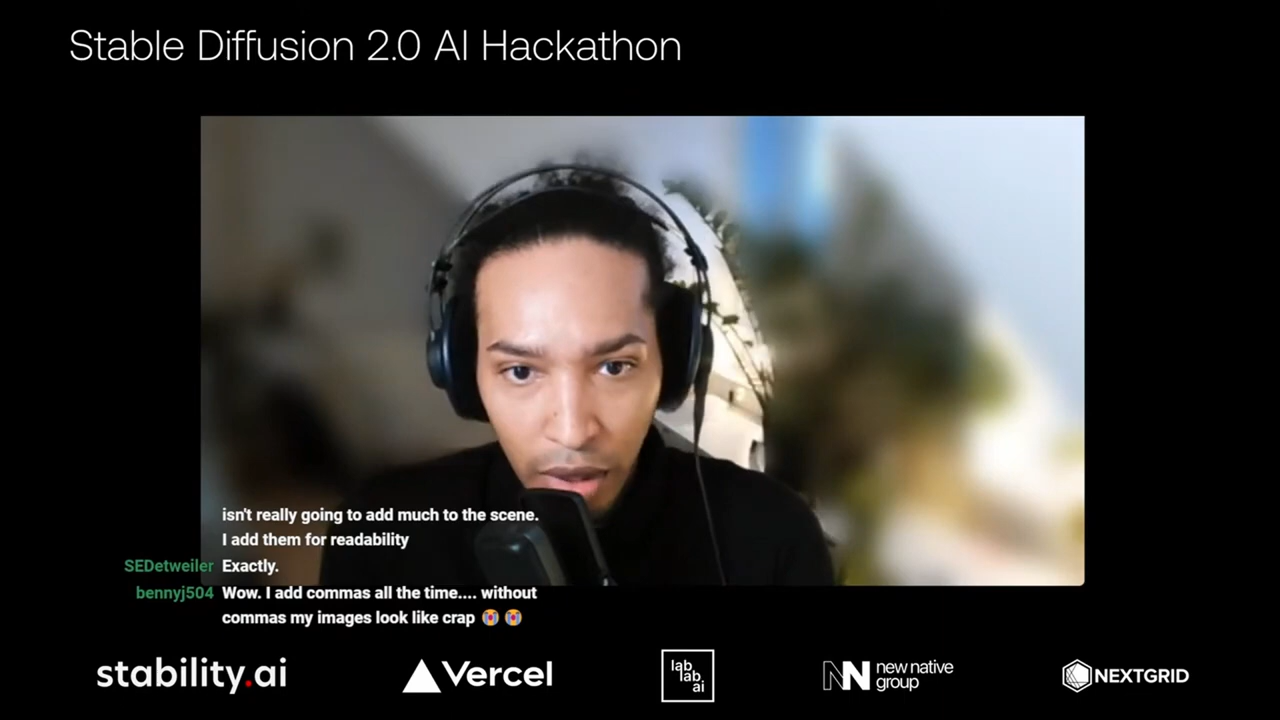 Stable Diffusion 2.0 AI Hackathon
isn't really going to add much to the scene.
I add them for readability
SEDetweiler Exactly.
bennyj504 Wow. I add commas all the time.... without
commas my images look like crap 😭😭
stability.ai
Vercel
lab
lab
ai
new native
group
NEXTGRID